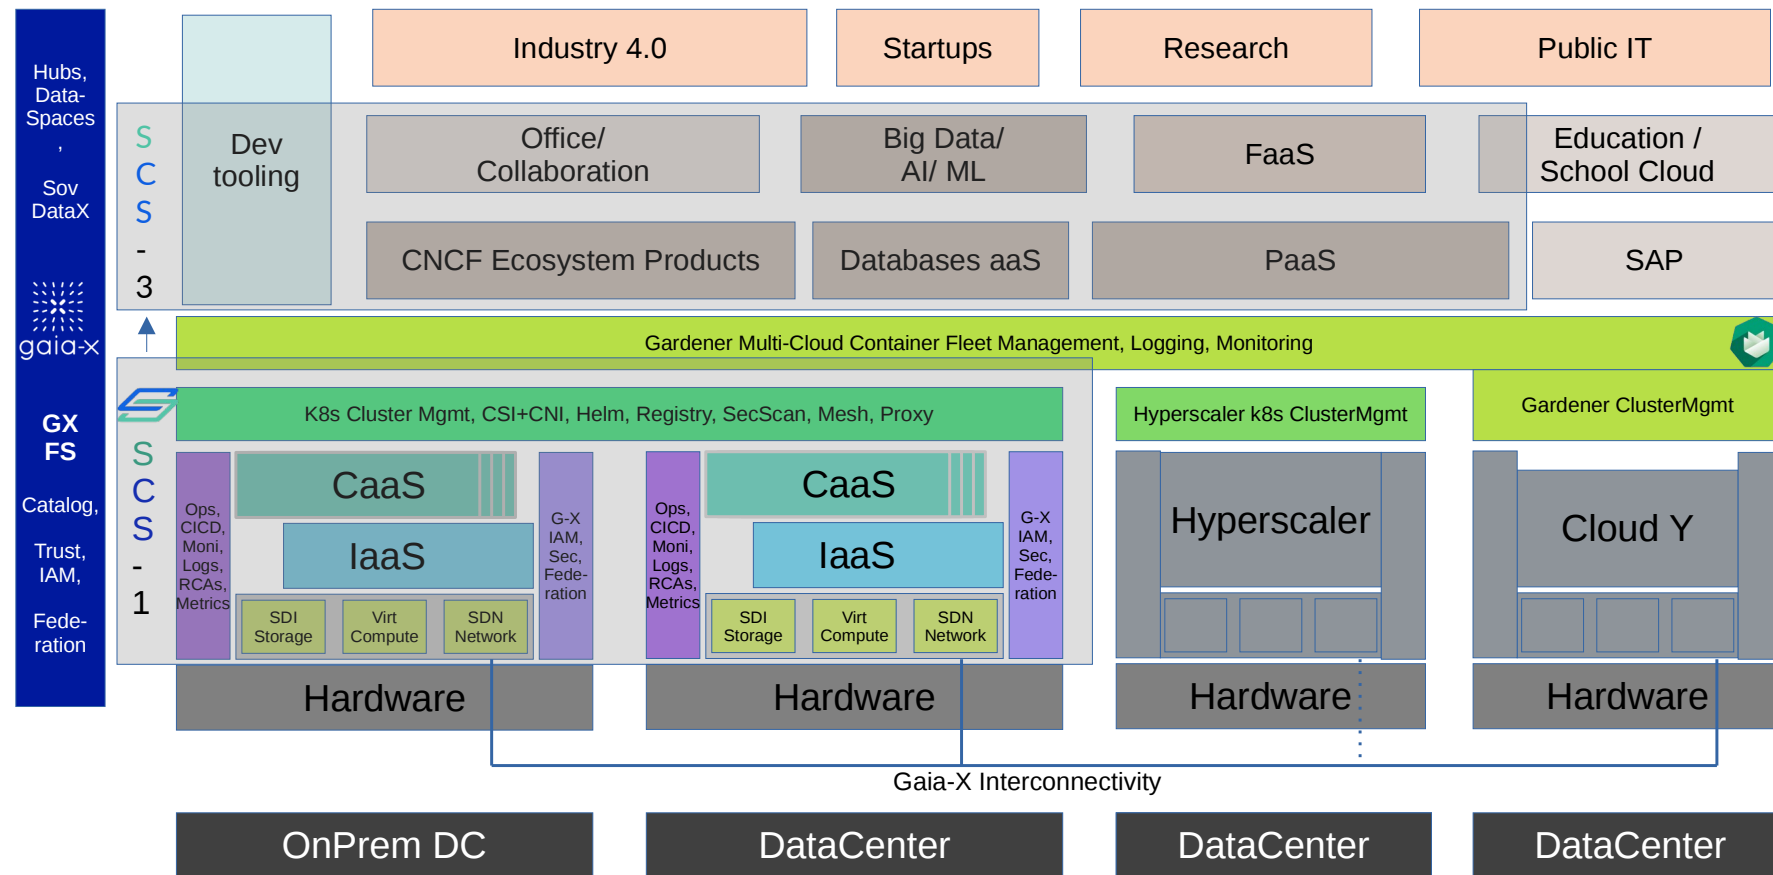 Hubs,
Data-
Spaces
,
Sov
DataX
gaia-x
GX
FS
Catalog,
Trust,
IAM,
Fede-
ration
Industry 4.0
Startups
Research
Public IT
S
C
S
-
3
Dev
tooling
Office/
Collaboration
Big Data/
AI/ ML
FaaS
Education /
School Cloud
CNCF Ecosystem Products
Databases aaS
PaaS
SAP
Gardener Multi-Cloud Container Fleet Management, Logging, Monitoring
S
C
S
-
1
K8s Cluster Mgmt, CSI+CNI, Helm, Registry, SecScan, Mesh, Proxy
Hyperscaler k8s ClusterMgmt
Gardener ClusterMgmt
Ops,
CICD,
Moni,
Logs,
RCAs,
Metrics
CaaS
IaaS
SDI
Storage
Virt
Compute
SDN
Network
G-X
IAM,
Sec,
Fede-
ration
Ops,
CICD,
Moni,
Logs,
RCAs,
Metrics
CaaS
IaaS
SDI
Storage
Virt
Compute
SDN
Network
G-X
IAM,
Sec,
Fede-
ration
Hyperscaler
Cloud Y
Hardware
Hardware
Hardware
Hardware
Gaia-X Interconnectivity
OnPrem DC
DataCenter
DataCenter
DataCenter